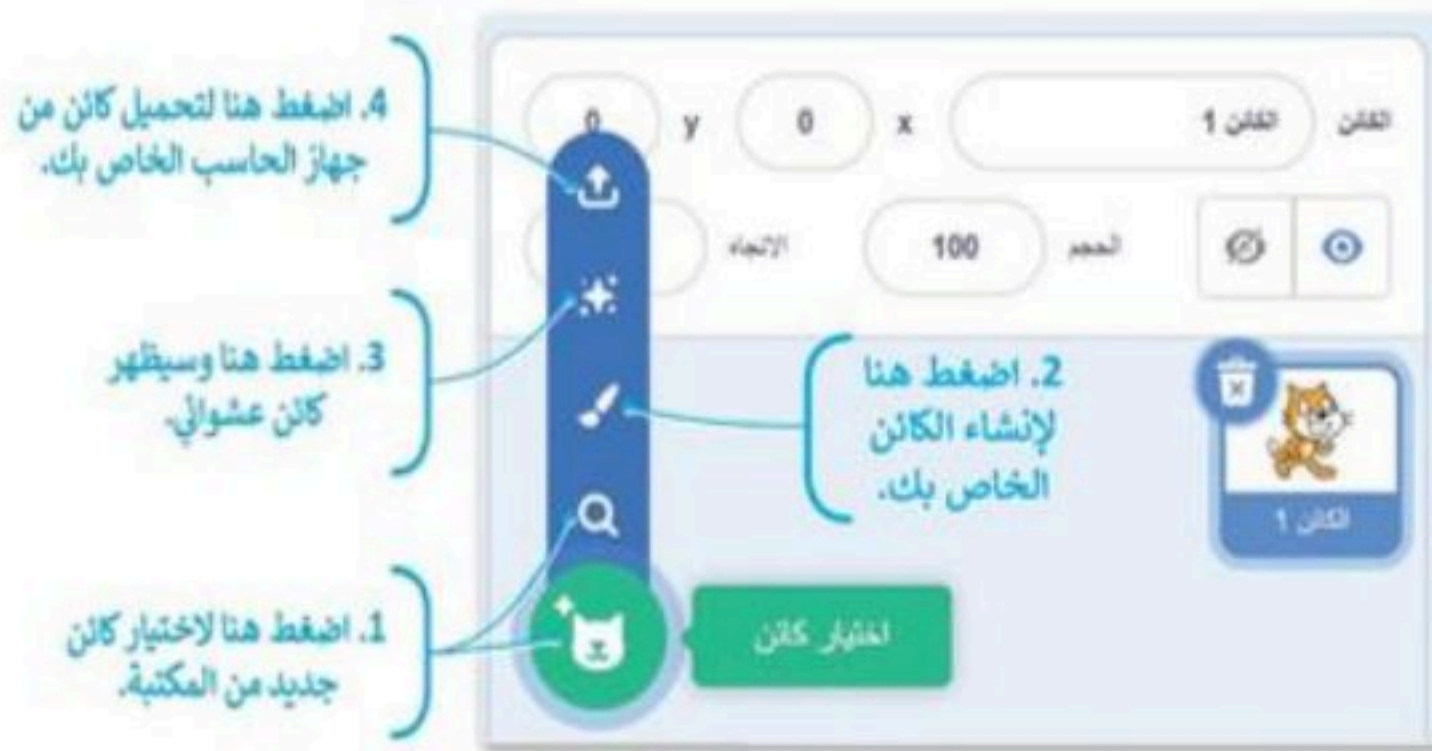 الكائن الكائن 1 x 0 y 0
الحجم 100 الاتجاه
4. اضغط هنا لتحميل كائن من
جهاز الحاسب الخاص بك.
3. اضغط هنا وسيظهر
كائن عشوائي.
2. اضغط هنا
لإنشاء الكائن
الخاص بك.
الكائن 1
1. اضغط هنا لاختيار كائن
جديد من المكتبة.
اختيار كائن